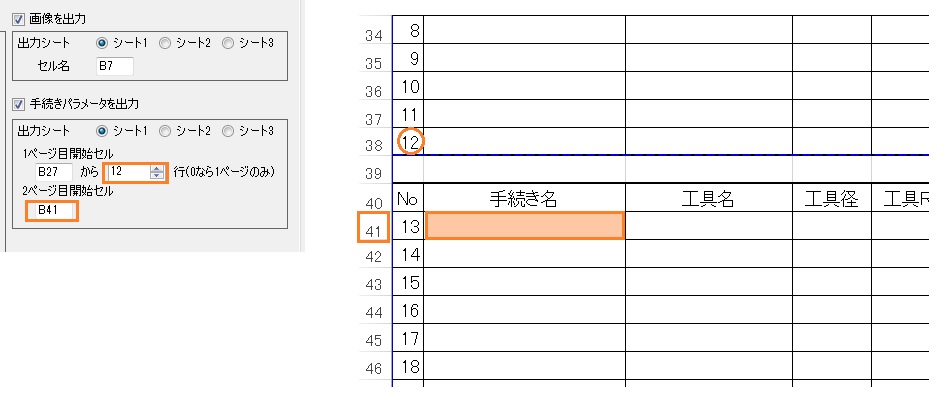 画像を出力
出力シート シート1 シート2 シート3
セル名 B7
手続きパラメータを出力
出力シート シート1 シート2 シート3
1ページ目開始セル
B27 から 12 行(0なら1ページのみ)
2ページ目開始セル
B41
34 8
35 9
36 10
37 11
38 12
39
40 No 手続き名 工具名 工具径 工具R
41 13
42 14
43 15
44 16
45 17
46 18